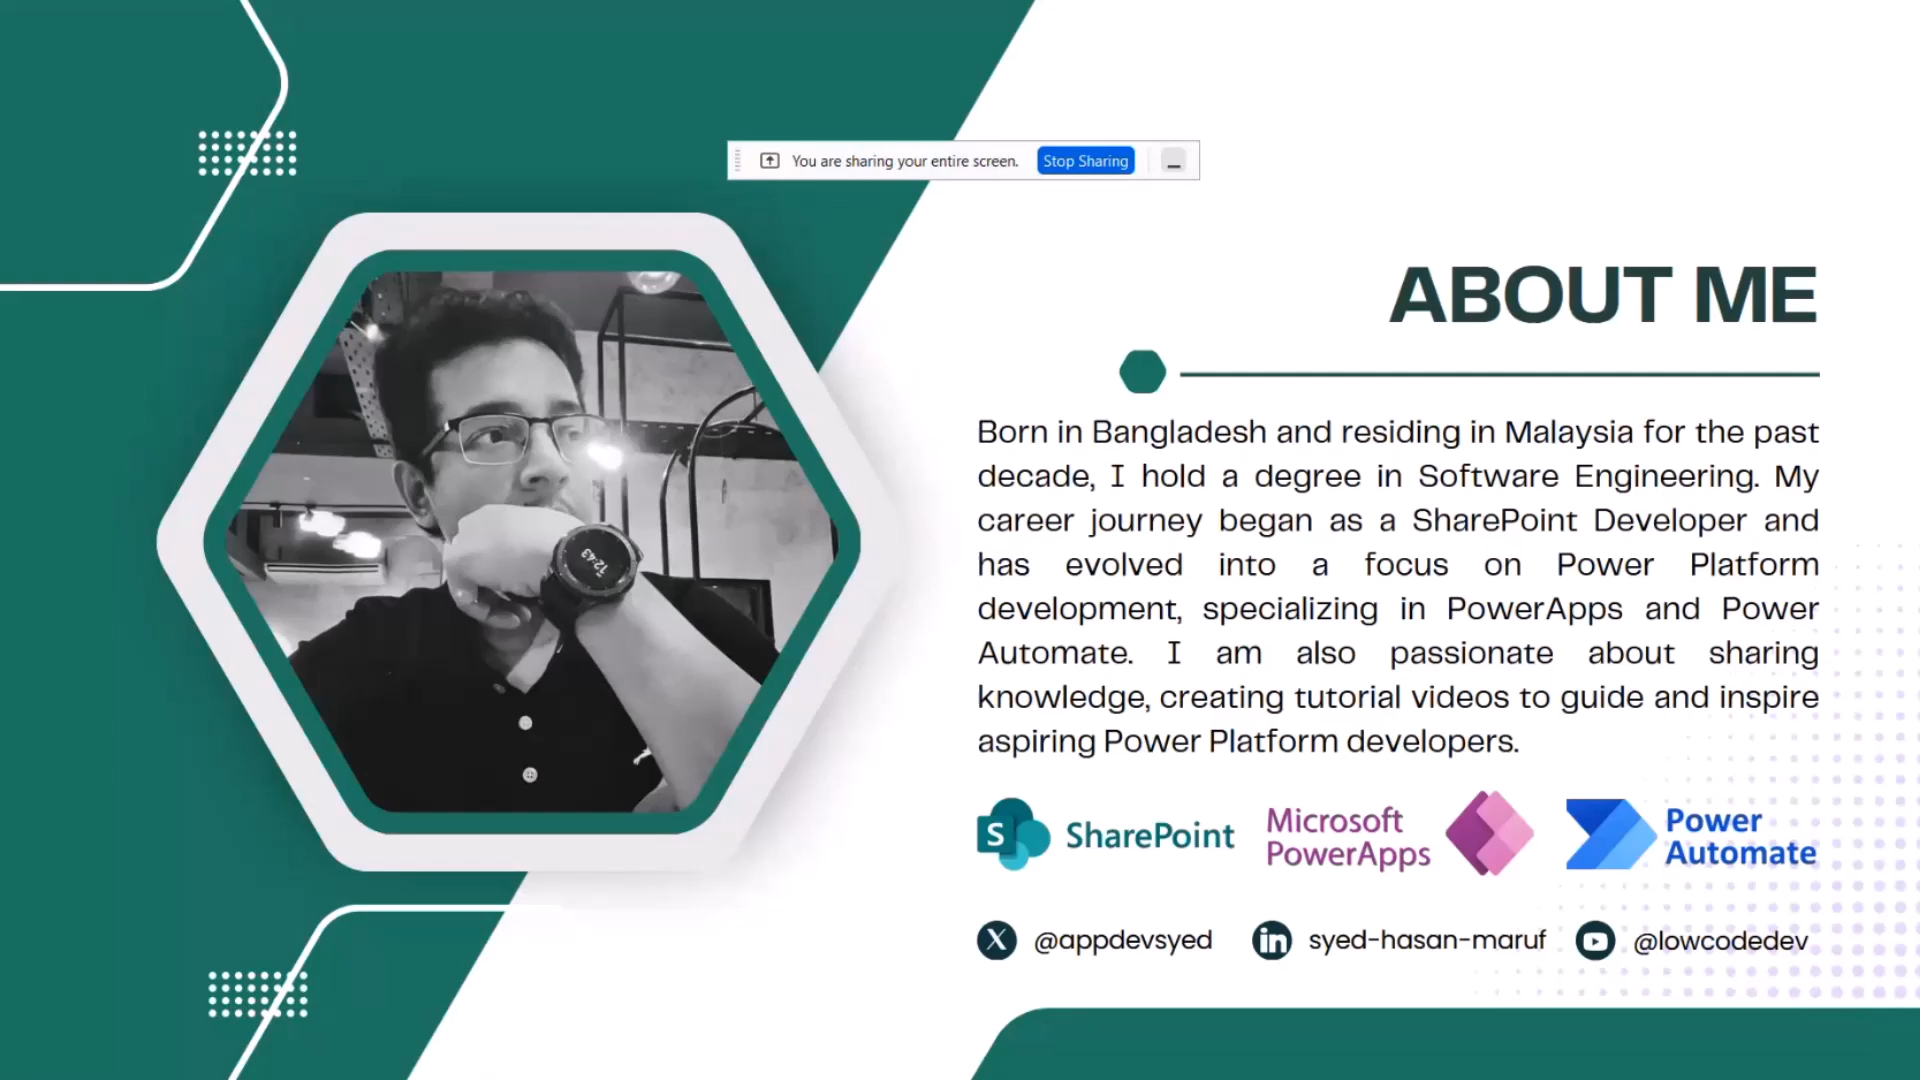 You are sharing your entire screen. Stop Sharing
ABOUT ME
Born in Bangladesh and residing in Malaysia for the past
decade, I hold a degree in Software Engineering. My
career journey began as a SharePoint Developer and
has evolved into a focus on Power Platform
development, specializing in PowerApps and Power
Automate. I am also passionate about sharing
knowledge, creating tutorial videos to guide and inspire
aspiring Power Platform developers.
S SharePoint
Microsoft
PowerApps
Power
Automate
X @appdevsyed
in syed-hasan-maruf
@lowcodedev
12:43